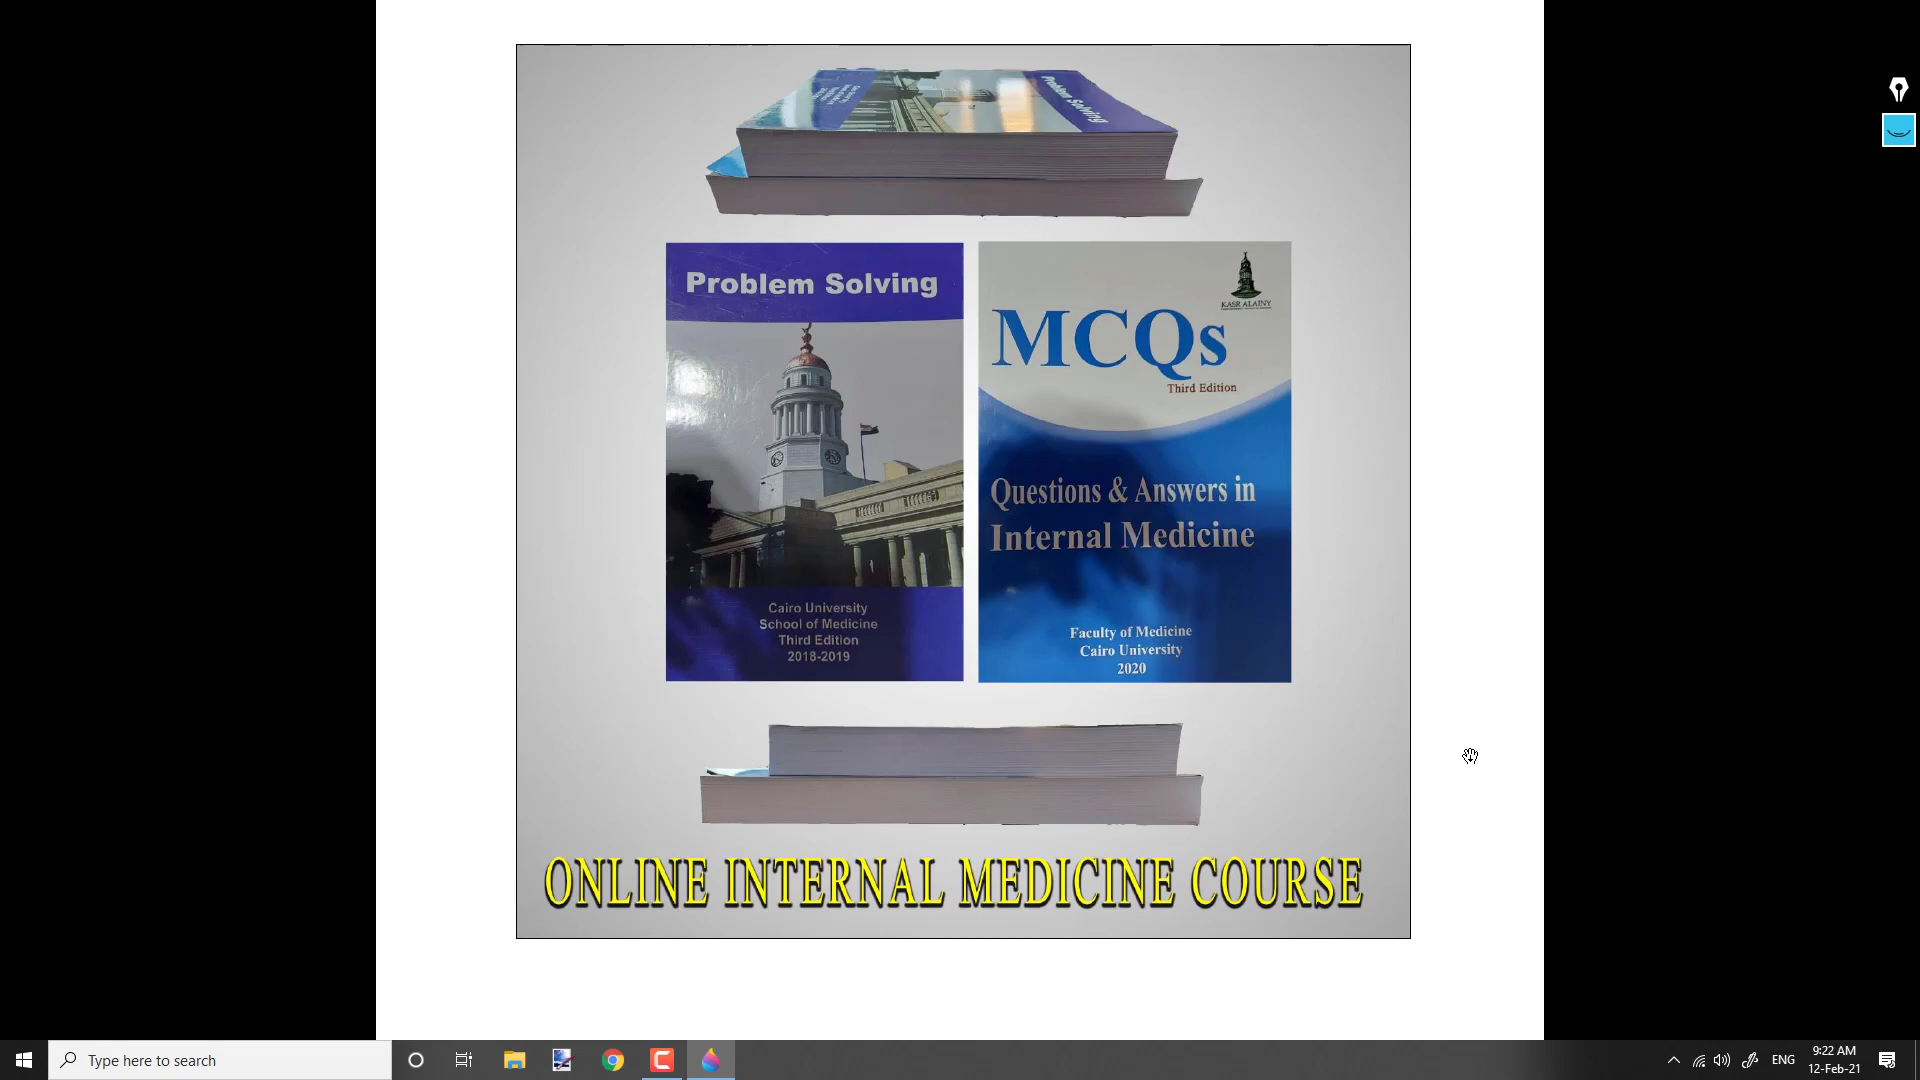 Problem Solving
Problem Solving
KASR ALAINY
MCQs
Third Edition
Questions & Answers in
Internal Medicine
Cairo University
School of Medicine
Third Edition
2018-2019
Faculty of Medicine
Cairo University
2020
ONLINE INTERNAL MEDICINE COURSE
Type here to search
ENG
9:22 AM
12-Feb-21